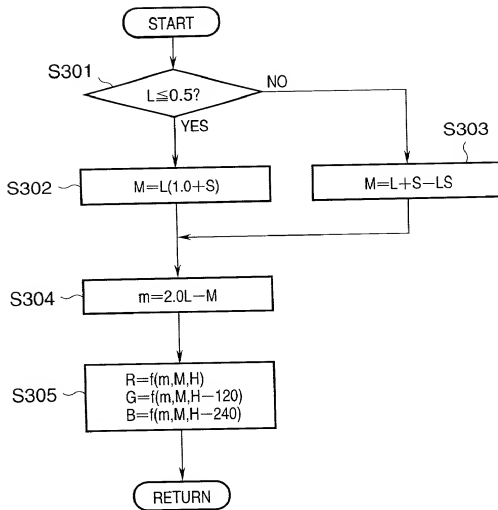 START
S301
L≦0.5?
NO
YES
S303
S302
M=L(1.0+S)
M=L+S−LS
S304
m=2.0L−M
S305
R=f(m,M,H)
G=f(m,M,H−120)
B=f(m,M,H−240)
RETURN